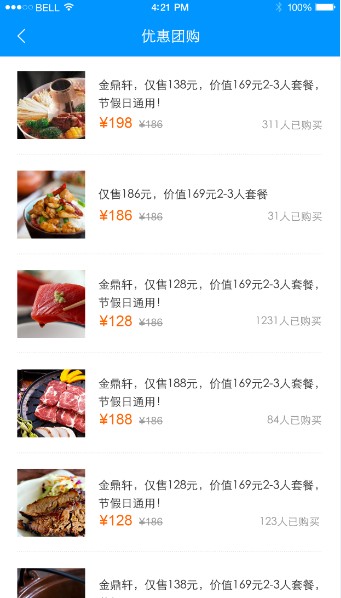 BELL 4:21 PM 100%
优惠团购
金鼎轩，仅售138元，价值169元2-3人套餐，
节假日通用！
¥198 ¥186 311人已购买
仅售186元，价值169元2-3人套餐
¥186 ¥186 31人已购买
金鼎轩，仅售128元，价值169元2-3人套餐，
节假日通用！
¥128 ¥186 1231人已购买
金鼎轩，仅售188元，价值169元2-3人套餐，
节假日通用！
¥188 ¥186 84人已购买
金鼎轩，仅售128元，价值169元2-3人套餐，
节假日通用！
¥128 ¥186 123人已购买
金鼎轩，仅售138元，价值169元2-3人套餐，